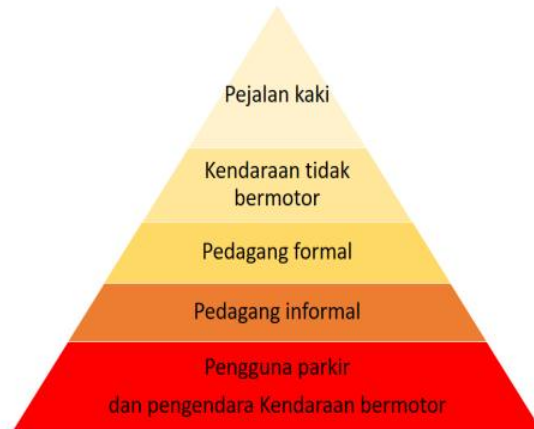 Pejalan kaki
Kendaraan tidak
bermotor
Pedagang formal
Pedagang informal
Pengguna parkir
dan pengendara Kendaraan bermotor